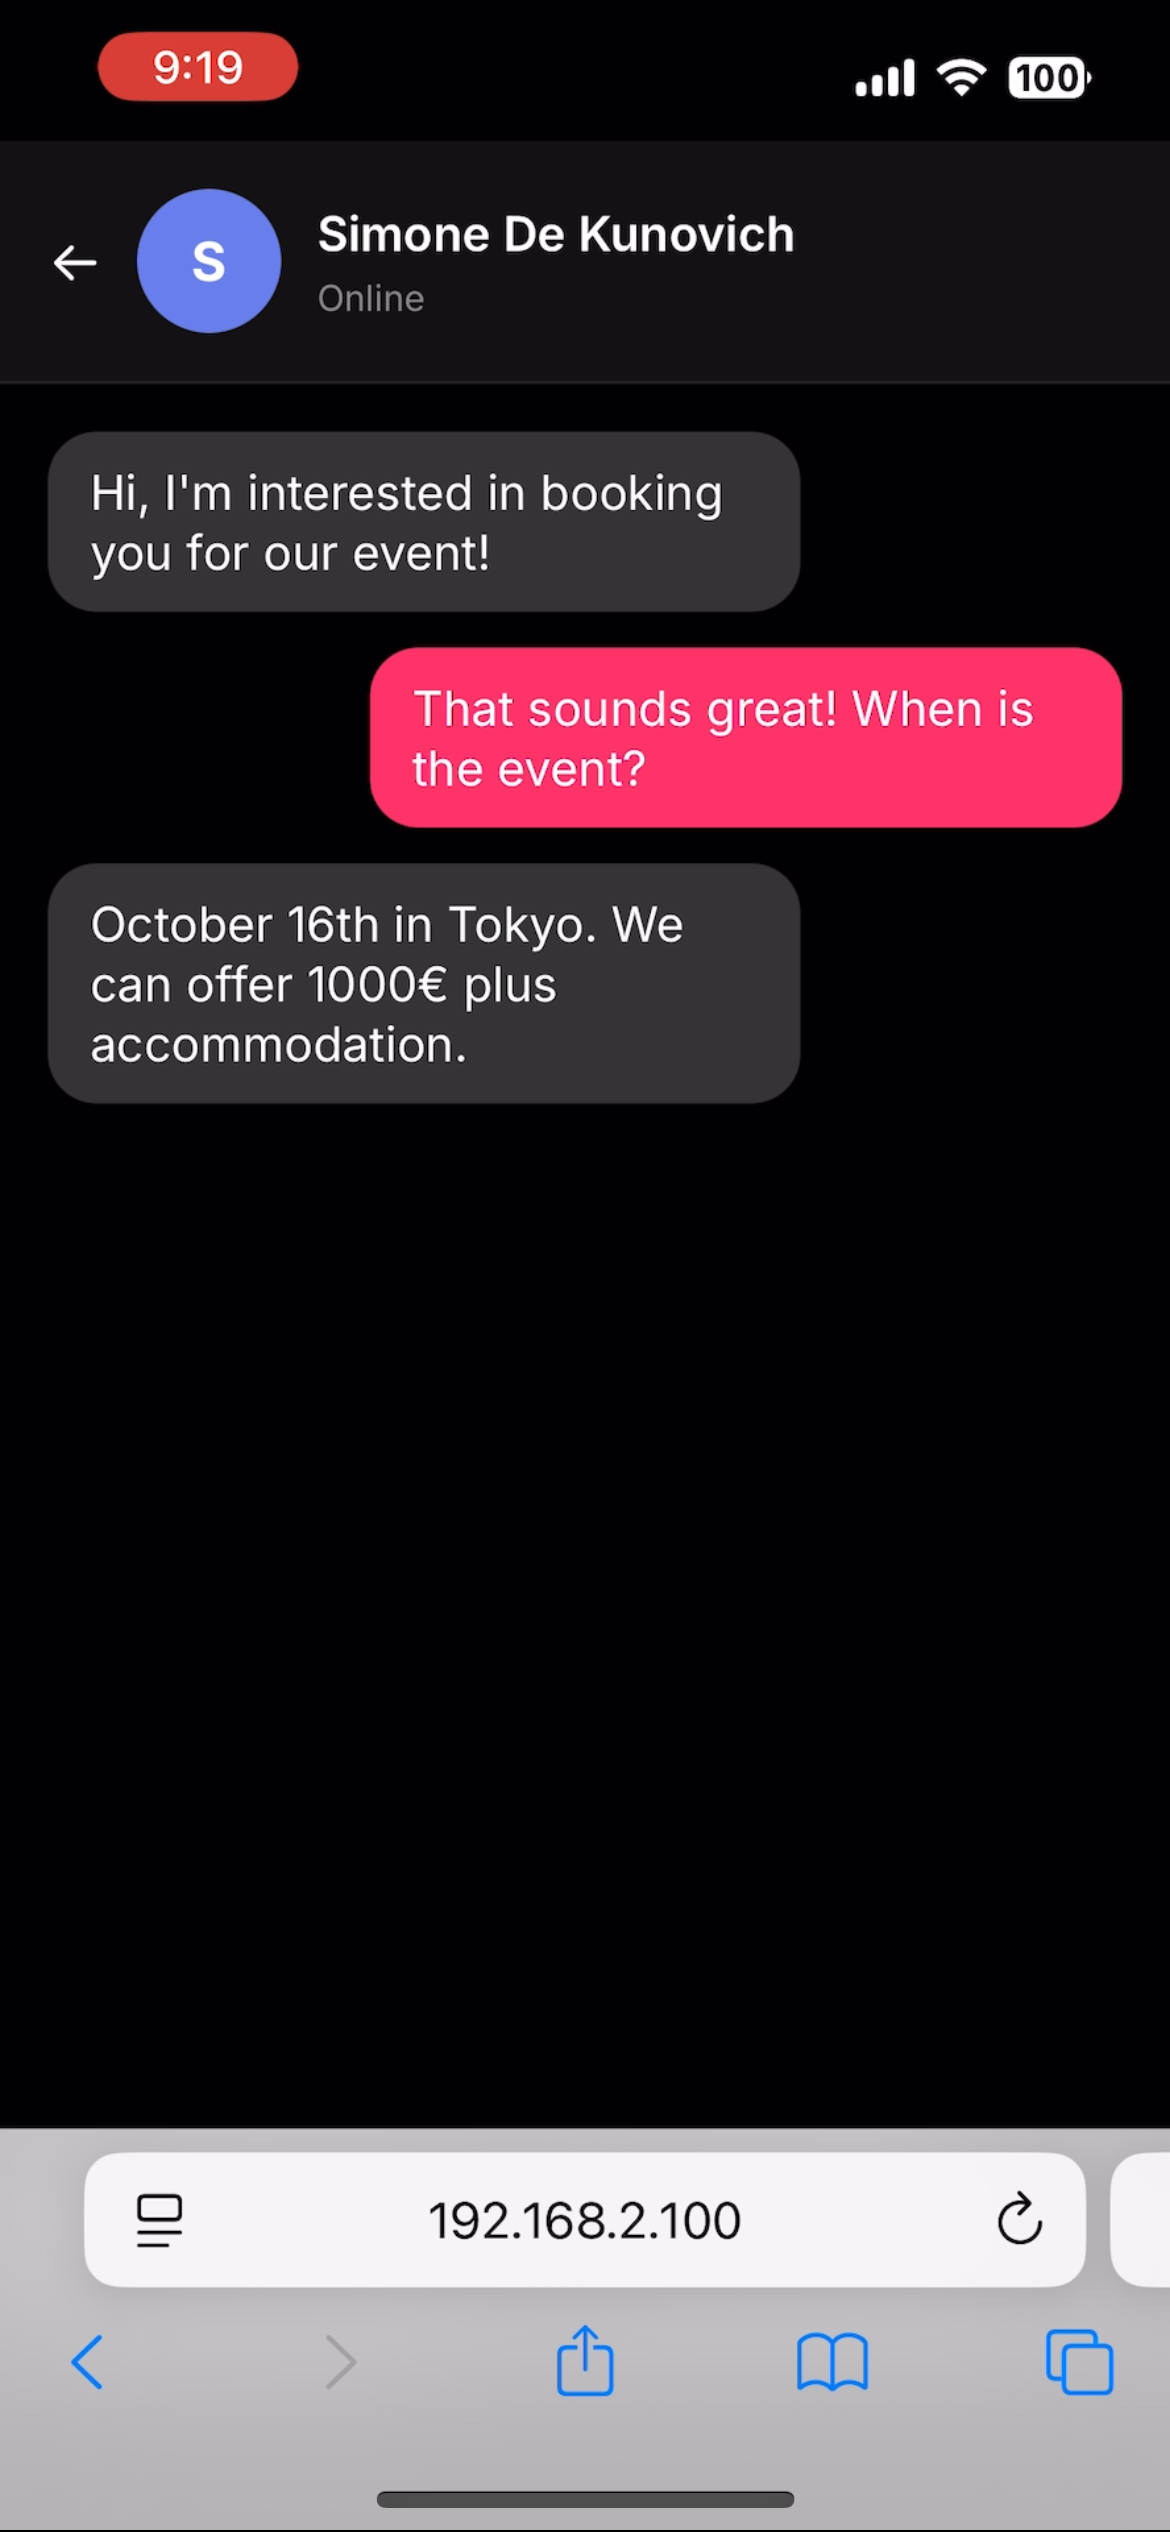 9:19
100
S
Simone De Kunovich
Online
Hi, I'm interested in booking
you for our event!
That sounds great! When is
the event?
October 16th in Tokyo. We
can offer 1000€ plus
accommodation.
192.168.2.100